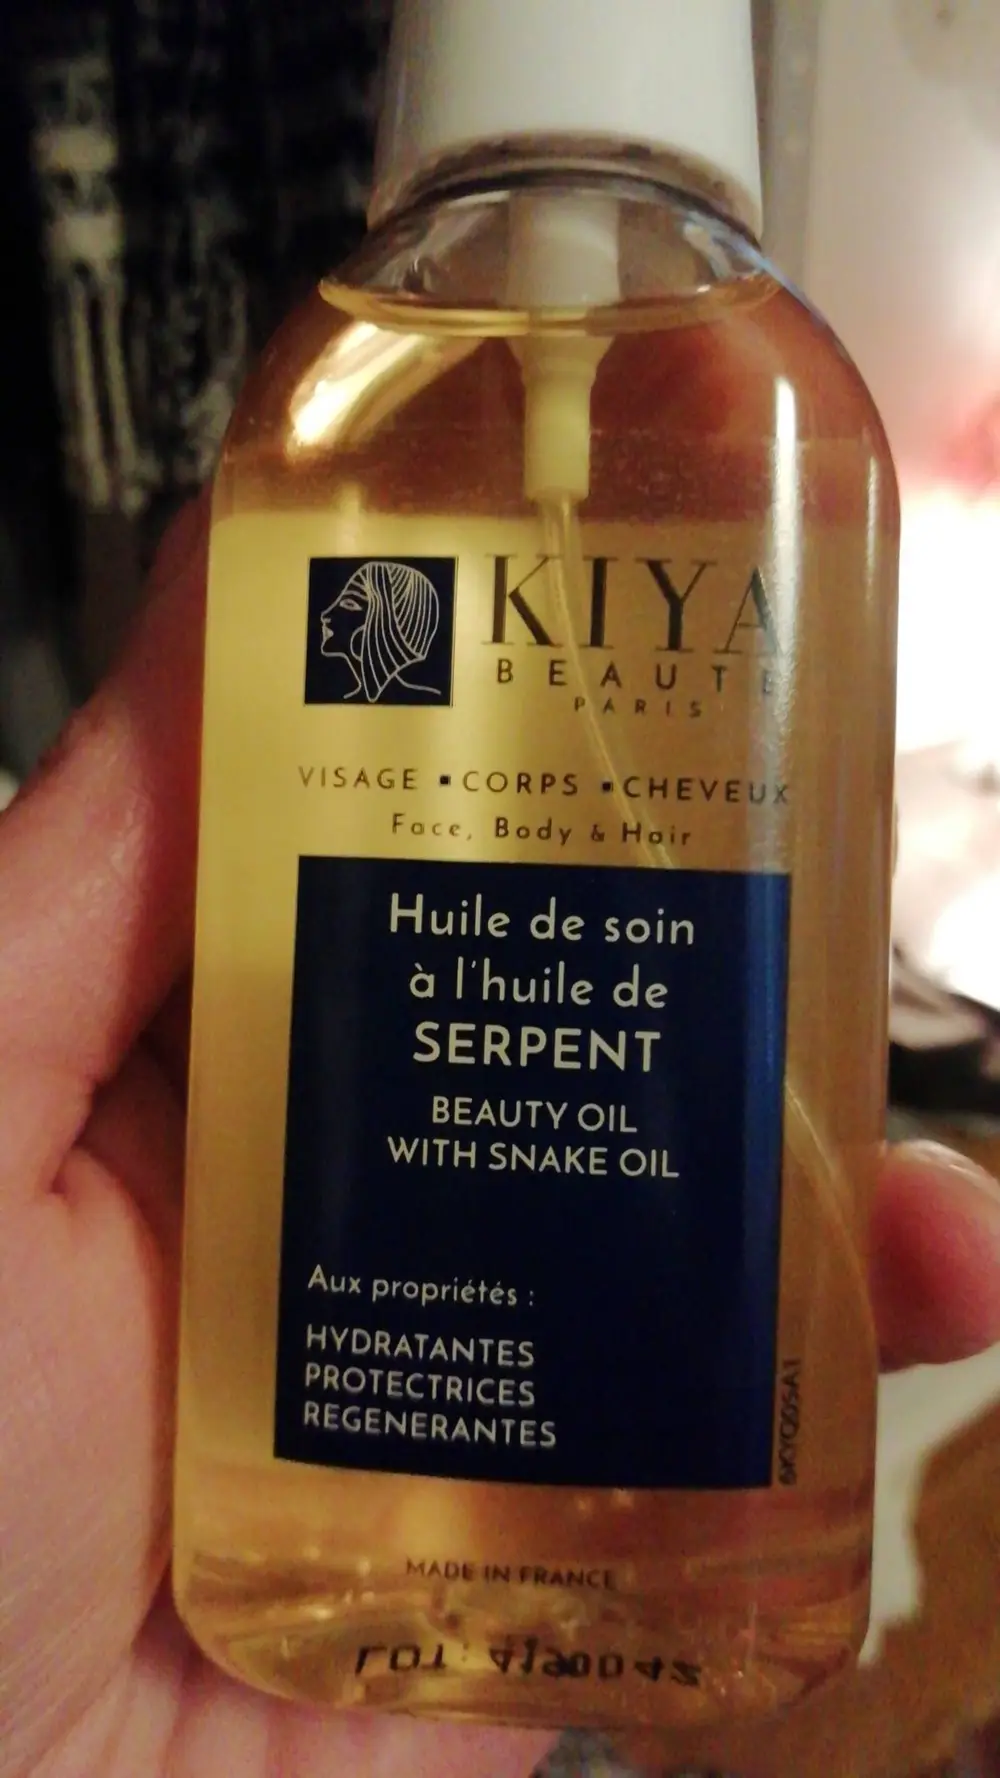 KIYA
BEAUTE
PARIS
VISAGE ▪ CORPS ▪ CHEVEUX
Face, Body & Hair
Huile de soin
à l'huile de
SERPENT
BEAUTY OIL
WITH SNAKE OIL
Aux propriétés :
HYDRATANTES
PROTECTRICES
REGENERANTES
MADE IN FRANCE
LOT: